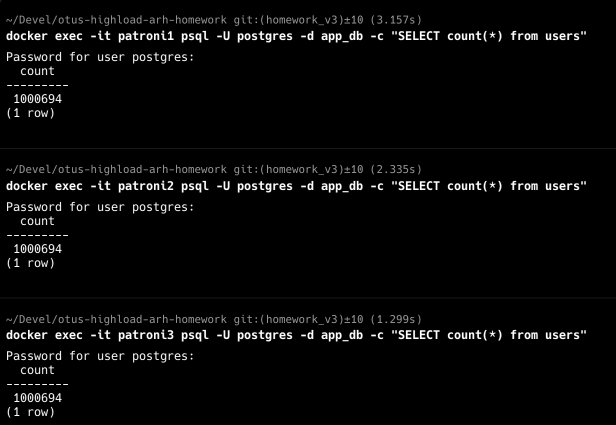 ~/Devel/otus-highload-arh-homework git:(homework_v3)±10 (3.157s)
docker exec -it patroni1 psql -U postgres -d app_db -c "SELECT count(*) from users"
Password for user postgres:
  count
---------
 1000694
(1 row)
~/Devel/otus-highload-arh-homework git:(homework_v3)±10 (2.335s)
docker exec -it patroni2 psql -U postgres -d app_db -c "SELECT count(*) from users"
Password for user postgres:
  count
---------
 1000694
(1 row)
~/Devel/otus-highload-arh-homework git:(homework_v3)±10 (1.299s)
docker exec -it patroni3 psql -U postgres -d app_db -c "SELECT count(*) from users"
Password for user postgres:
  count
---------
 1000694
(1 row)